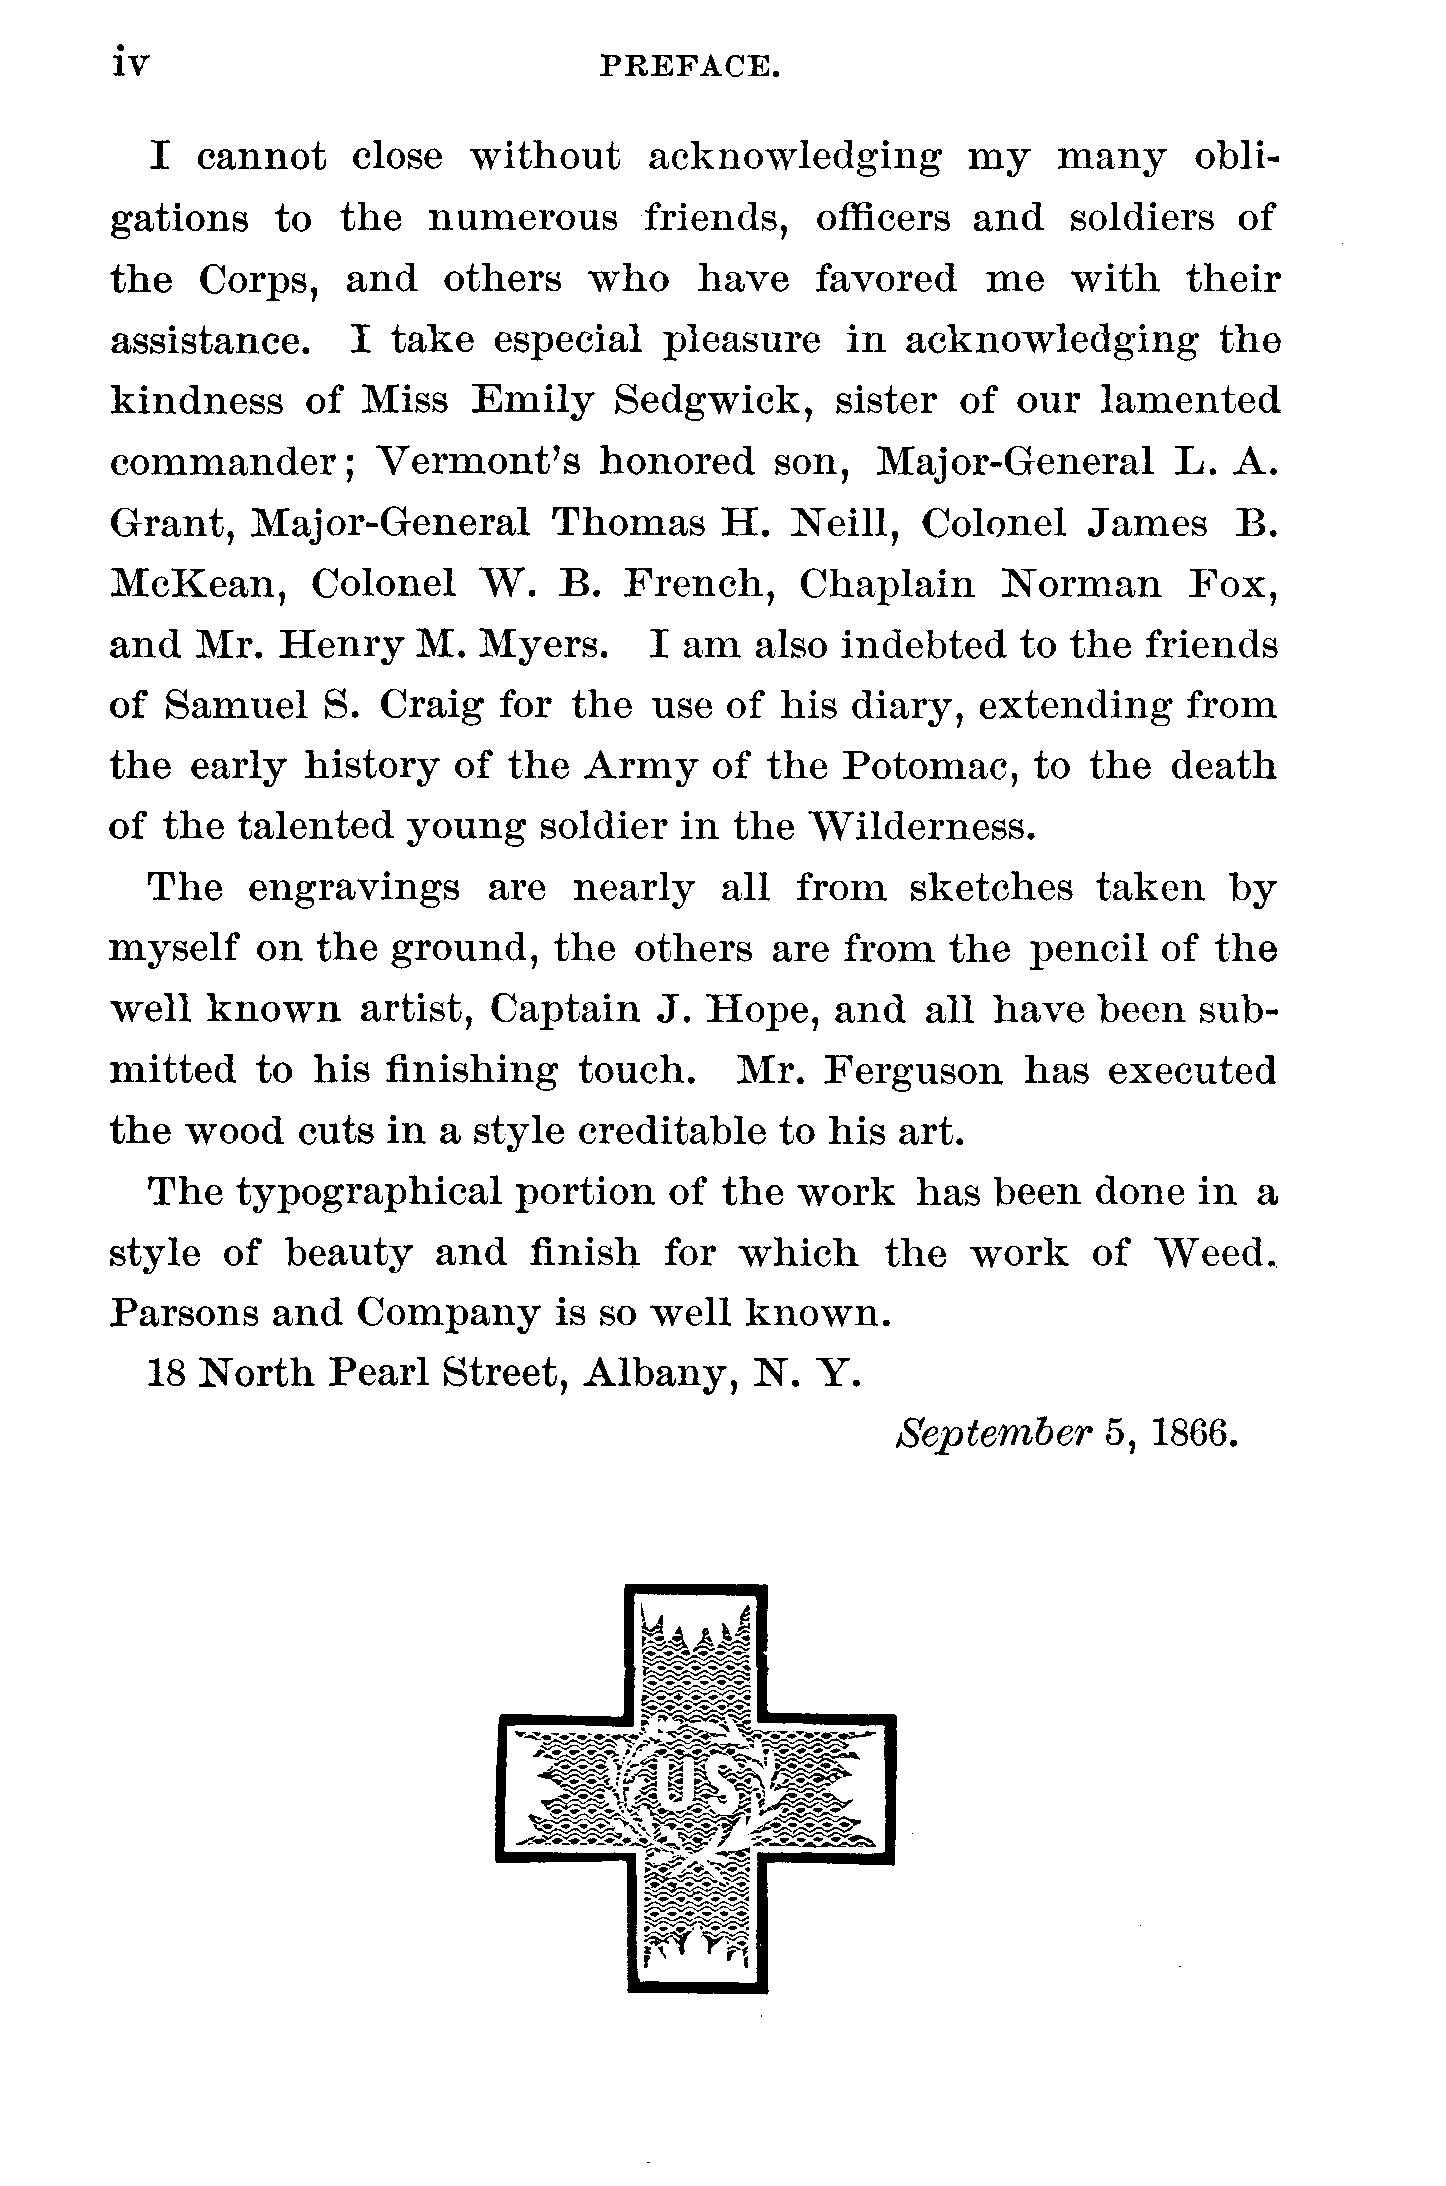 iv PREFACE.
I cannot close without acknowledging my many obli-
gations to the numerous friends, officers and soldiers of
the Corps, and others who have favored me with their
assistance. I take especial pleasure in acknowledging the
kindness of Miss Emily Sedgwick, sister of our lamented
commander; Vermont's honored son, Major-General L. A.
Grant, Major-General Thomas H. Neill, Colonel James B.
McKean, Colonel W. B. French, Chaplain Norman Fox,
and Mr. Henry M. Myers. I am also indebted to the friends
of Samuel S. Craig for the use of his diary, extending from
the early history of the Army of the Potomac, to the death
of the talented young soldier in the Wilderness.
The engravings are nearly all from sketches taken by
myself on the ground, the others are from the pencil of the
well known artist, Captain J. Hope, and all have been sub-
mitted to his finishing touch. Mr. Ferguson has executed
the wood cuts in a style creditable to his art.
The typographical portion of the work has been done in a
style of beauty and finish for which the work of Weed.
Parsons and Company is so well known.
18 North Pearl Street, Albany, N. Y.
September 5, 1866.
US